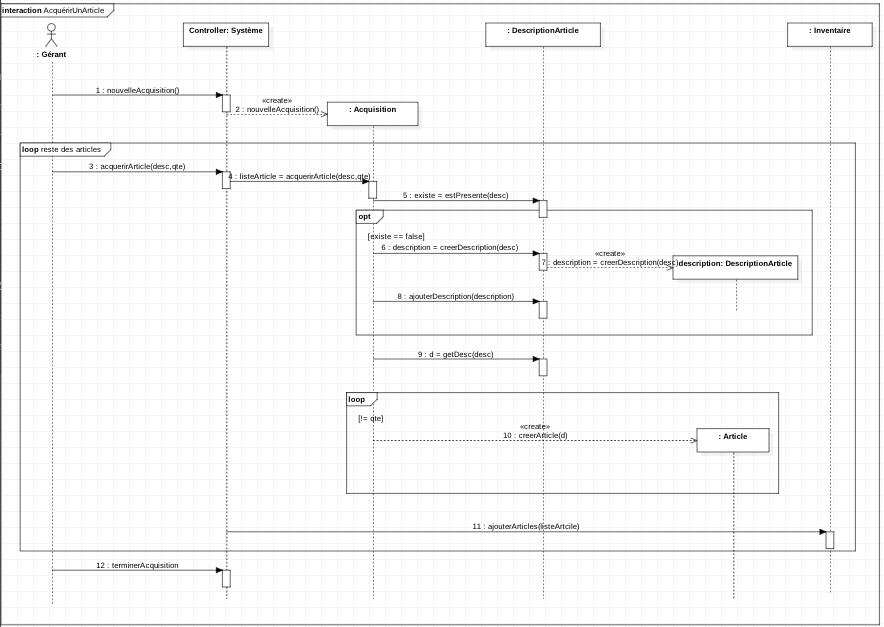 interaction AcquérirUnArticle
: Gérant
Controller: Système
: DescriptionArticle
: Inventaire
1 : nouvelleAcquisition()
«create»
2 : nouvelleAcquisition()
: Acquisition
loop reste des articles
3 : acquerirArticle(desc,qte)
4 : listeArticle = acquerirArticle(desc,qte)
5 : existe = estPresente(desc)
opt
[existe == false]
6 : description = creerDescription(desc)
«create»
7 : description = creerDescription(desc)
description: DescriptionArticle
8 : ajouterDescription(description)
9 : d = getDesc(desc)
loop
[!= qte]
«create»
10 : creerArticle(d)
: Article
11 : ajouterArticles(listeArtcile)
12 : terminerAcquisition